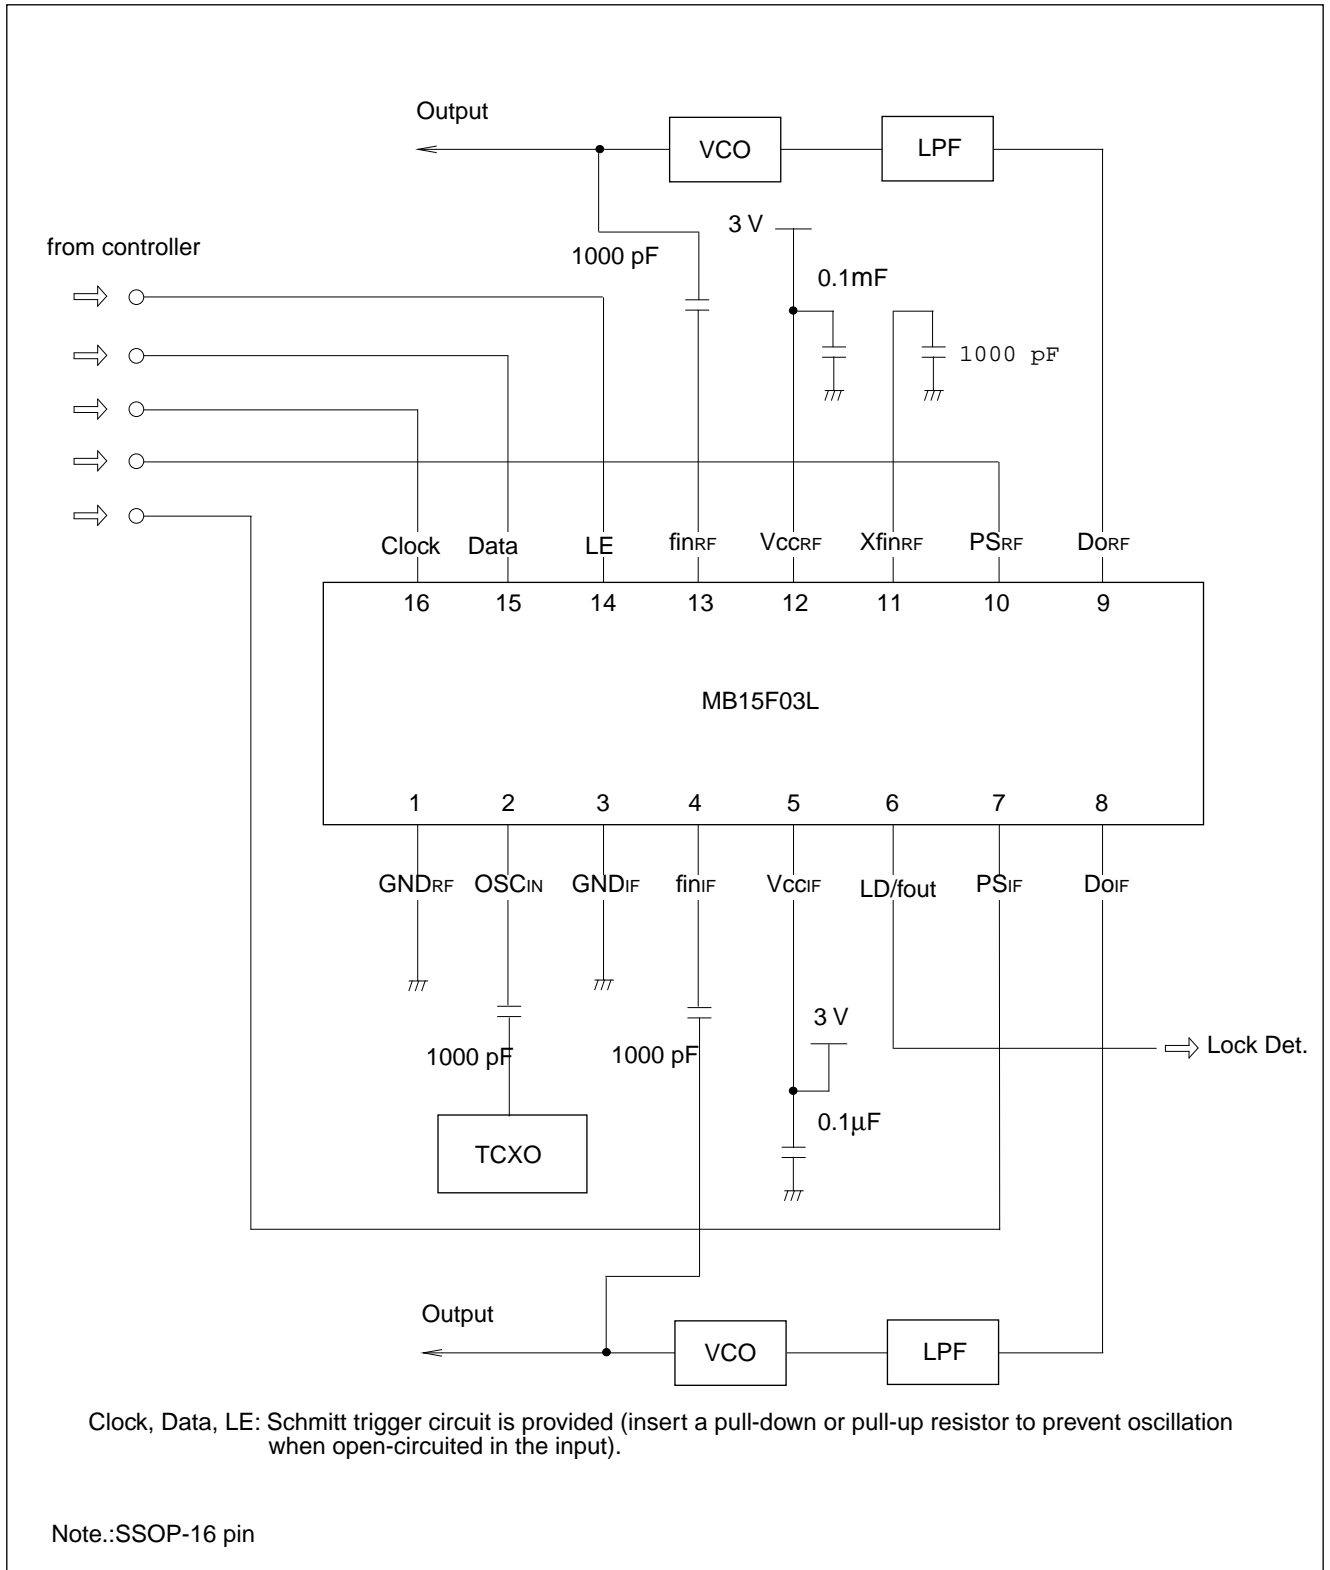 Output
VCO
LPF
3 V
from controller
1000 pF
0.1mF
1000 pF
Clock Data LE finRF VccRF XfinRF PSRF DoRF
16 15 14 13 12 11 10 9
MB15F03L
1 2 3 4 5 6 7 8
GNDRF OSCIN GNDIF finIF VccIF LD/fout PSIF DoIF
3 V
1000 pF
1000 pF
Lock Det.
0.1μF
TCXO
Output
VCO
LPF
Clock, Data, LE: Schmitt trigger circuit is provided (insert a pull-down or pull-up resistor to prevent oscillation
when open-circuited in the input).
Note.:SSOP-16 pin